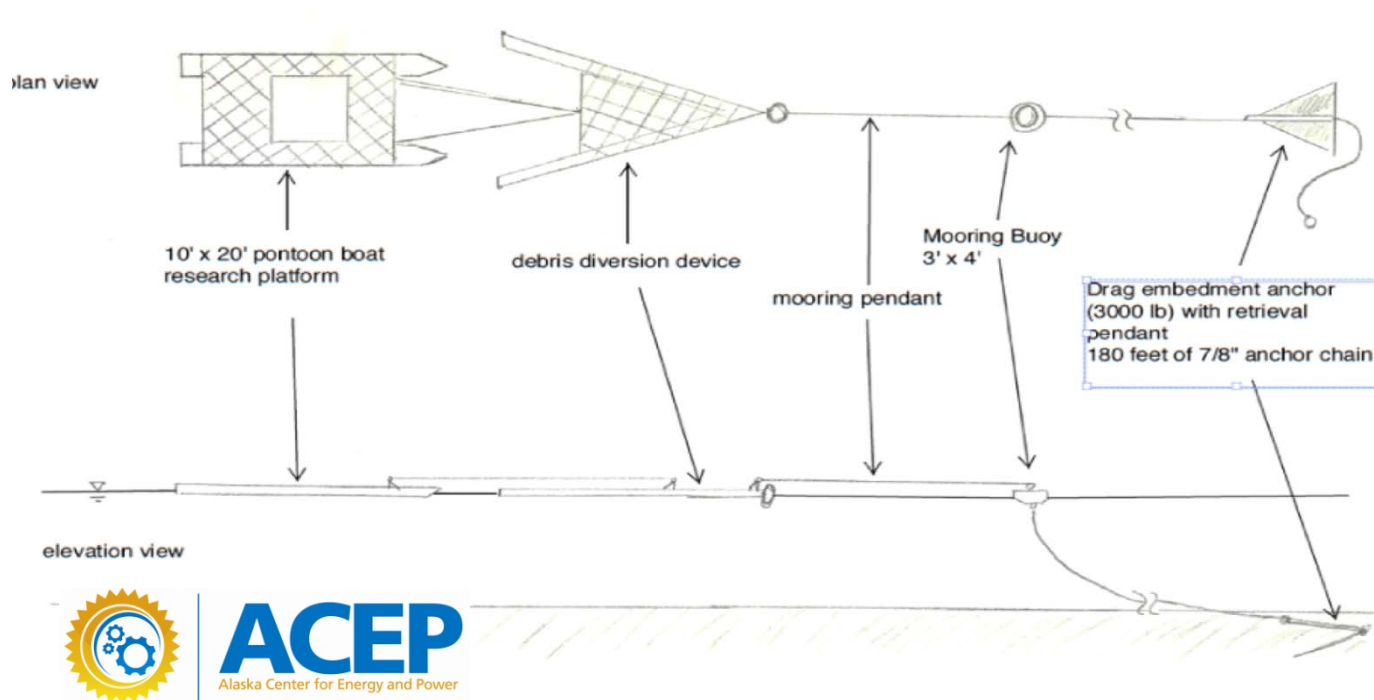 plan view
10' x 20' pontoon boat
research platform
debris diversion device
mooring pendant
Mooring Buoy
3' x 4'
Drag embedment anchor
(3000 lb) with retrieval
pendant
180 feet of 7/8" anchor chain
elevation view
ACEP
Alaska Center for Energy and Power